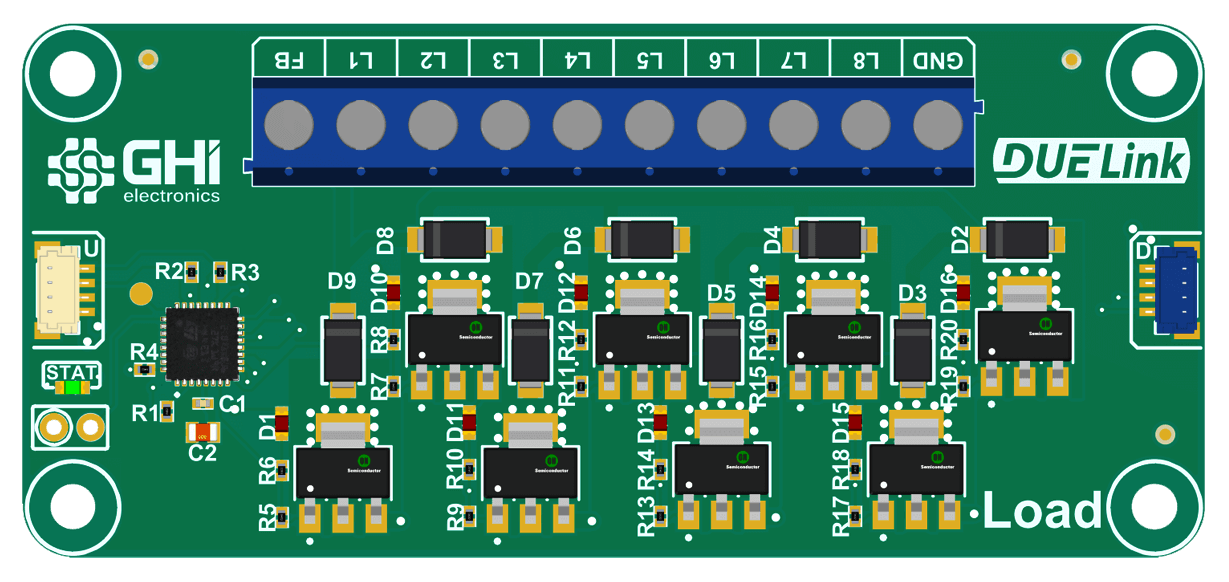 FB L1 L2 L3 L4 L5 L6 L7 L8 GND
GHI
electronics
DUELink
U
D8
D6
D4
D2
D
R2
R3
D9
D10
D7
D12
D5
D14
D3
D16
R8
R12
R16
R20
R4
STAT
R7
R11
R15
R19
R1
C1
D1
D11
D13
D15
C2
R6
R10
R14
R18
Semiconductor
Semiconductor
Semiconductor
Semiconductor
Semiconductor
Semiconductor
Semiconductor
Semiconductor
R5
R9
R13
R17
Load